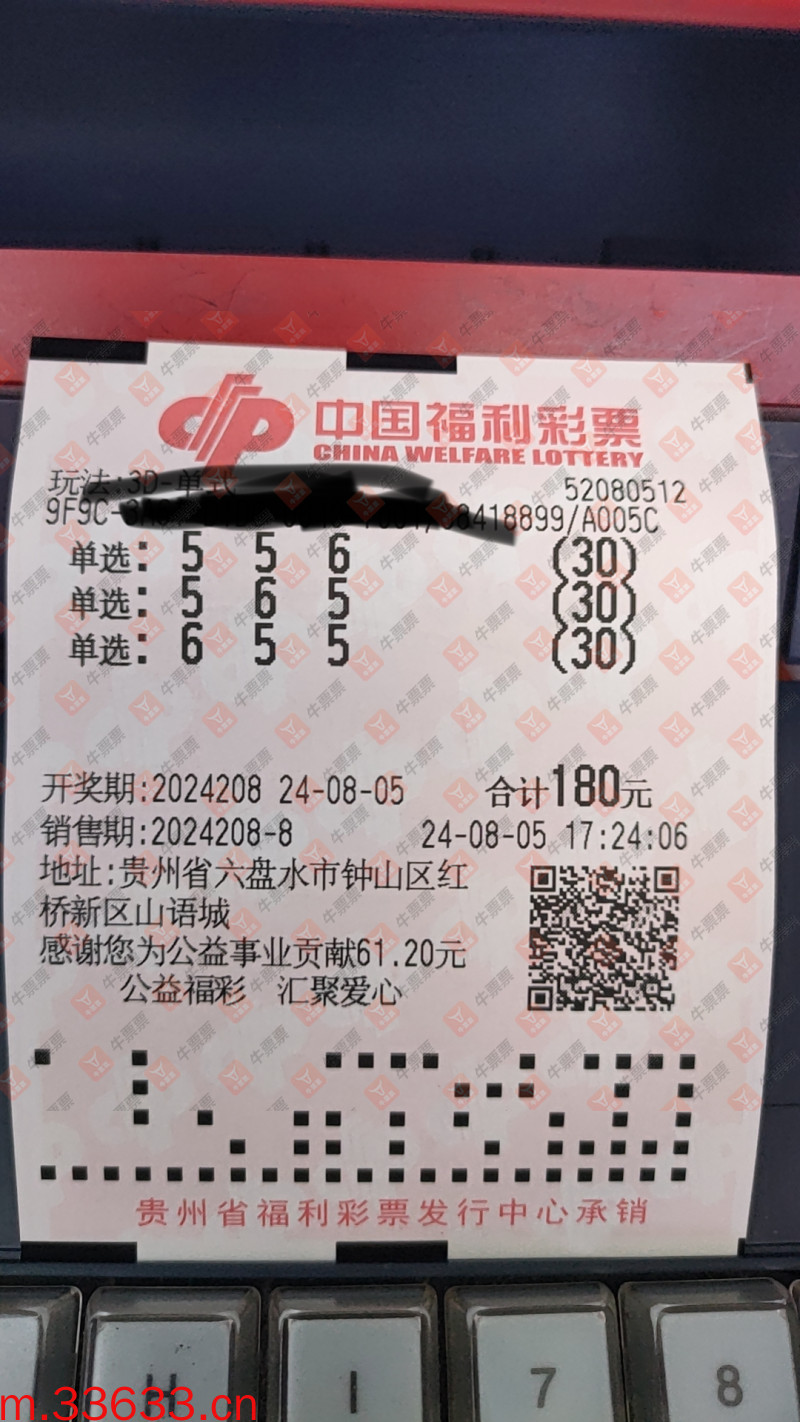 中国福利彩票
CHINA WELFARE LOTTERY
玩法:3D-单式
52080512
9F9C- 68418899/A005C
单选: 5 5 6 (30)
单选: 5 6 5 (30)
单选: 6 5 5 (30)
开奖期:2024208 24-08-05 合计180元
销售期:2024208-8 24-08-05 17:24:06
地址:贵州省六盘水市钟山区红
桥新区山语城
感谢您为公益事业贡献61.20元
公益福彩 汇聚爱心
贵州省福利彩票发行中心承销
牛票票
H I 7 8
m.33633.cn